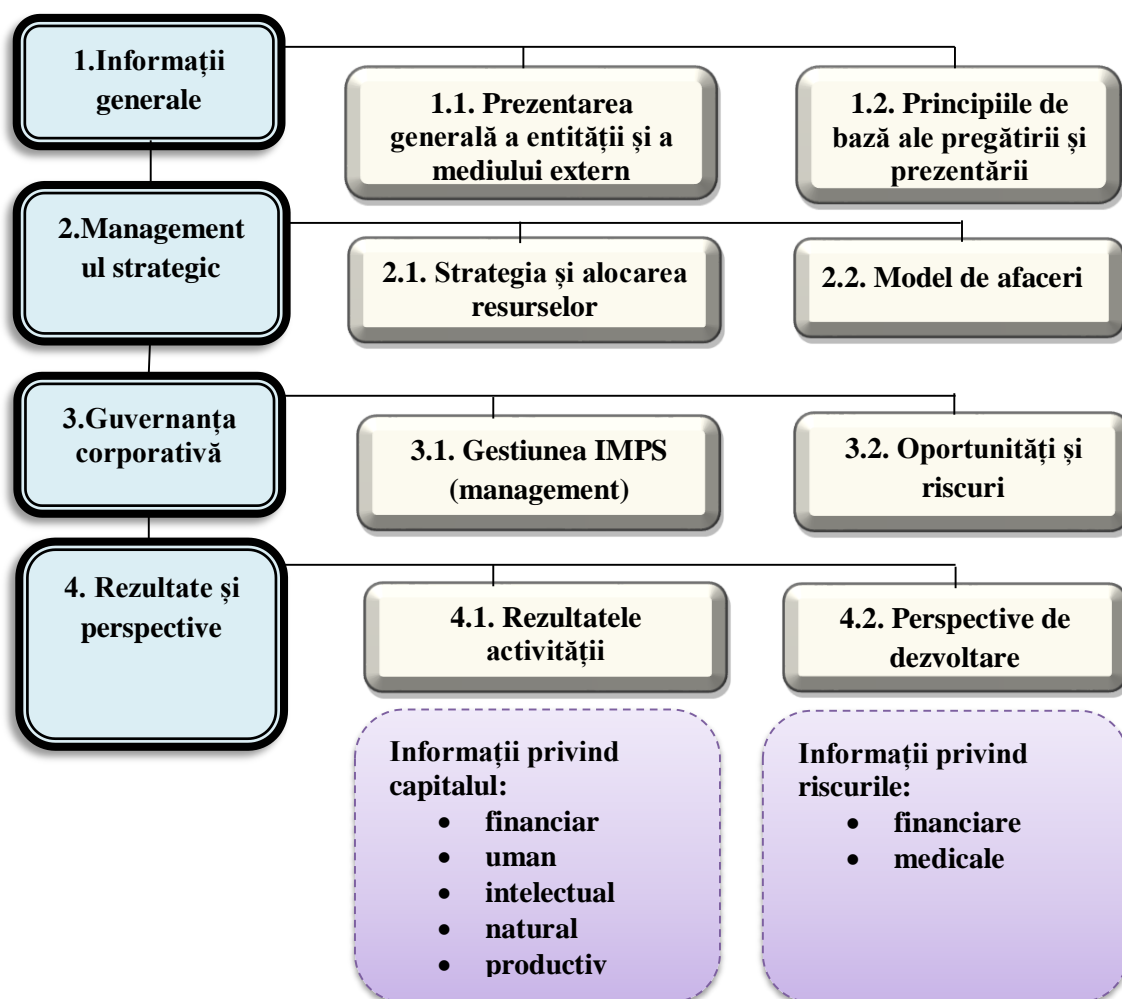 1.Informații
generale
1.1. Prezentarea
generală a entității și a
mediului extern
1.2. Principiile de
bază ale pregătirii și
prezentării
2.Management
ul strategic
2.1. Strategia și alocarea
resurselor
2.2. Model de afaceri
3.Guvernanța
corporativă
3.1. Gestiunea IMPS
(management)
3.2. Oportunități și
riscuri
4. Rezultate și
perspective
4.1. Rezultatele
activității
4.2. Perspective de
dezvoltare
Informații privind
capitalul:
• financiar
• uman
• intelectual
• natural
• productiv
Informații privind
riscurile:
• financiare
• medicale